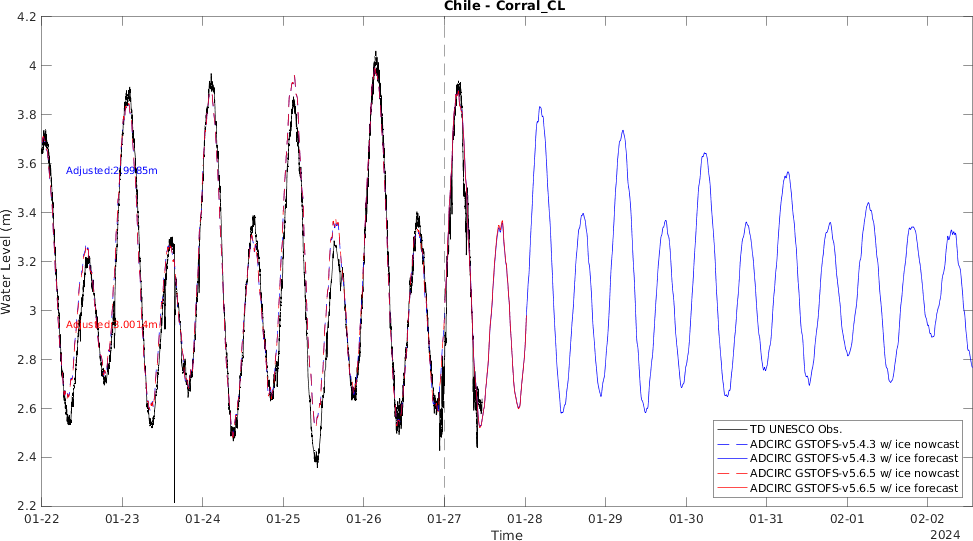 Chile - Corral_CL
4.2
4
3.8
3.6
3.4
3.2
3
2.8
2.6
2.4
2.2
Water Level (m)
Adjusted:2.9985m
Adjusted:3.0014m
TD UNESCO Obs.
ADCIRC GSTOFS-v5.4.3 w/ ice nowcast
ADCIRC GSTOFS-v5.4.3 w/ ice forecast
ADCIRC GSTOFS-v5.6.5 w/ ice nowcast
ADCIRC GSTOFS-v5.6.5 w/ ice forecast
01-22 01-23 01-24 01-25 01-26 01-27 01-28 01-29 01-30 01-31 02-01 02-02
Time
2024